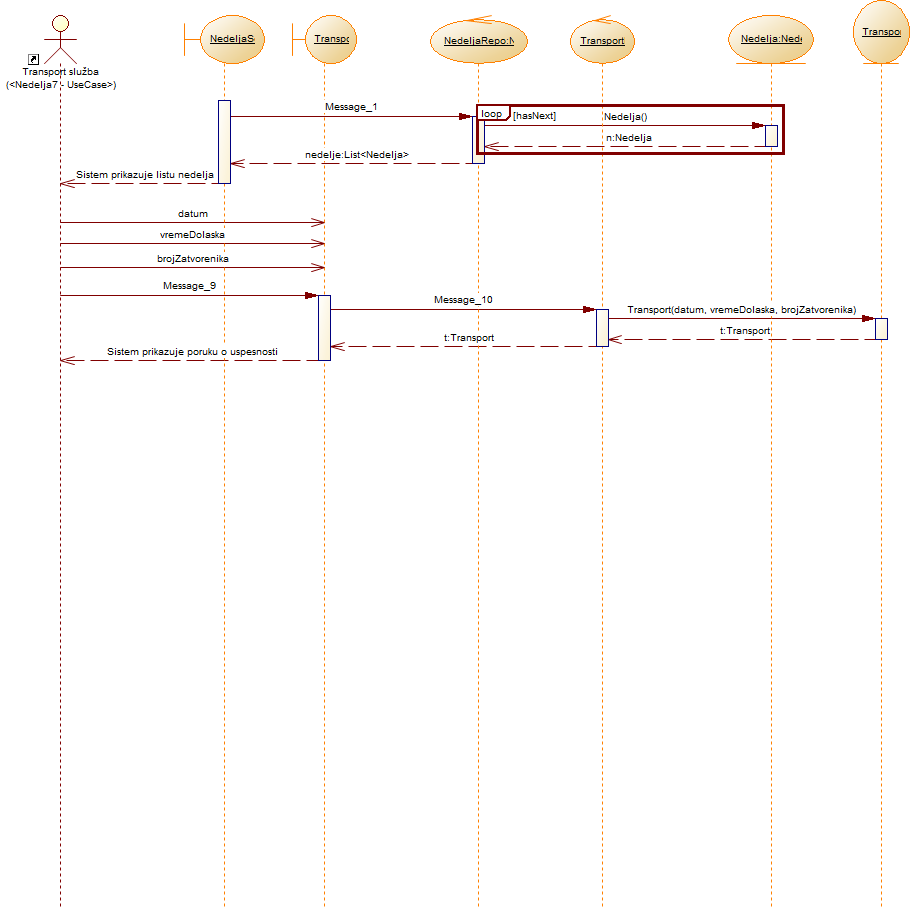 NedeljaS
Transpo
NedeljaRepo:N
Transport
Nedelja:Nede
Transpo
Transport služba
(<Nedelja7 - UseCase>)
Message_1
loop
[hasNext]
Nedelja()
n:Nedelja
nedelje:List<Nedelja>
Sistem prikazuje listu nedelja
datum
vremeDolaska
brojZatvorenika
Message_9
Message_10
Transport(datum, vremeDolaska, brojZatvorenika)
t:Transport
t:Transport
Sistem prikazuje poruku o uspesnosti